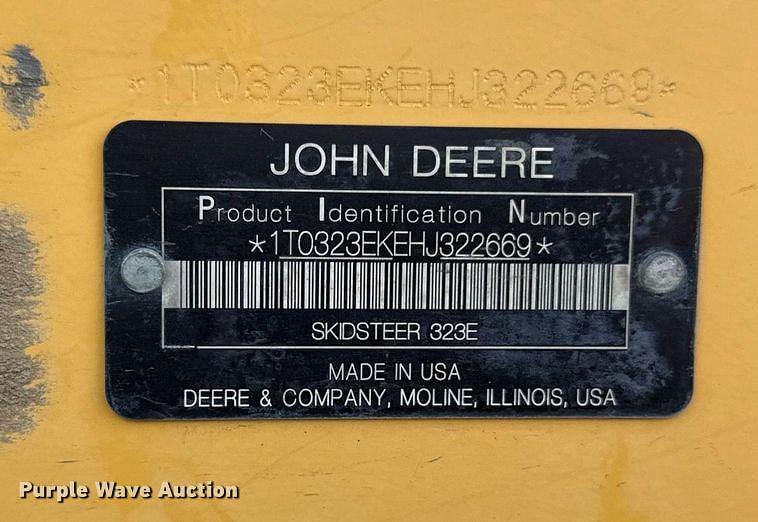 *1T0323EKEHJ322669*
JOHN DEERE
Product Identification Number
*1T0323EKEHJ322669*
SKIDSTEER 323E
MADE IN USA
DEERE & COMPANY, MOLINE, ILLINOIS, USA
Purple Wave Auction